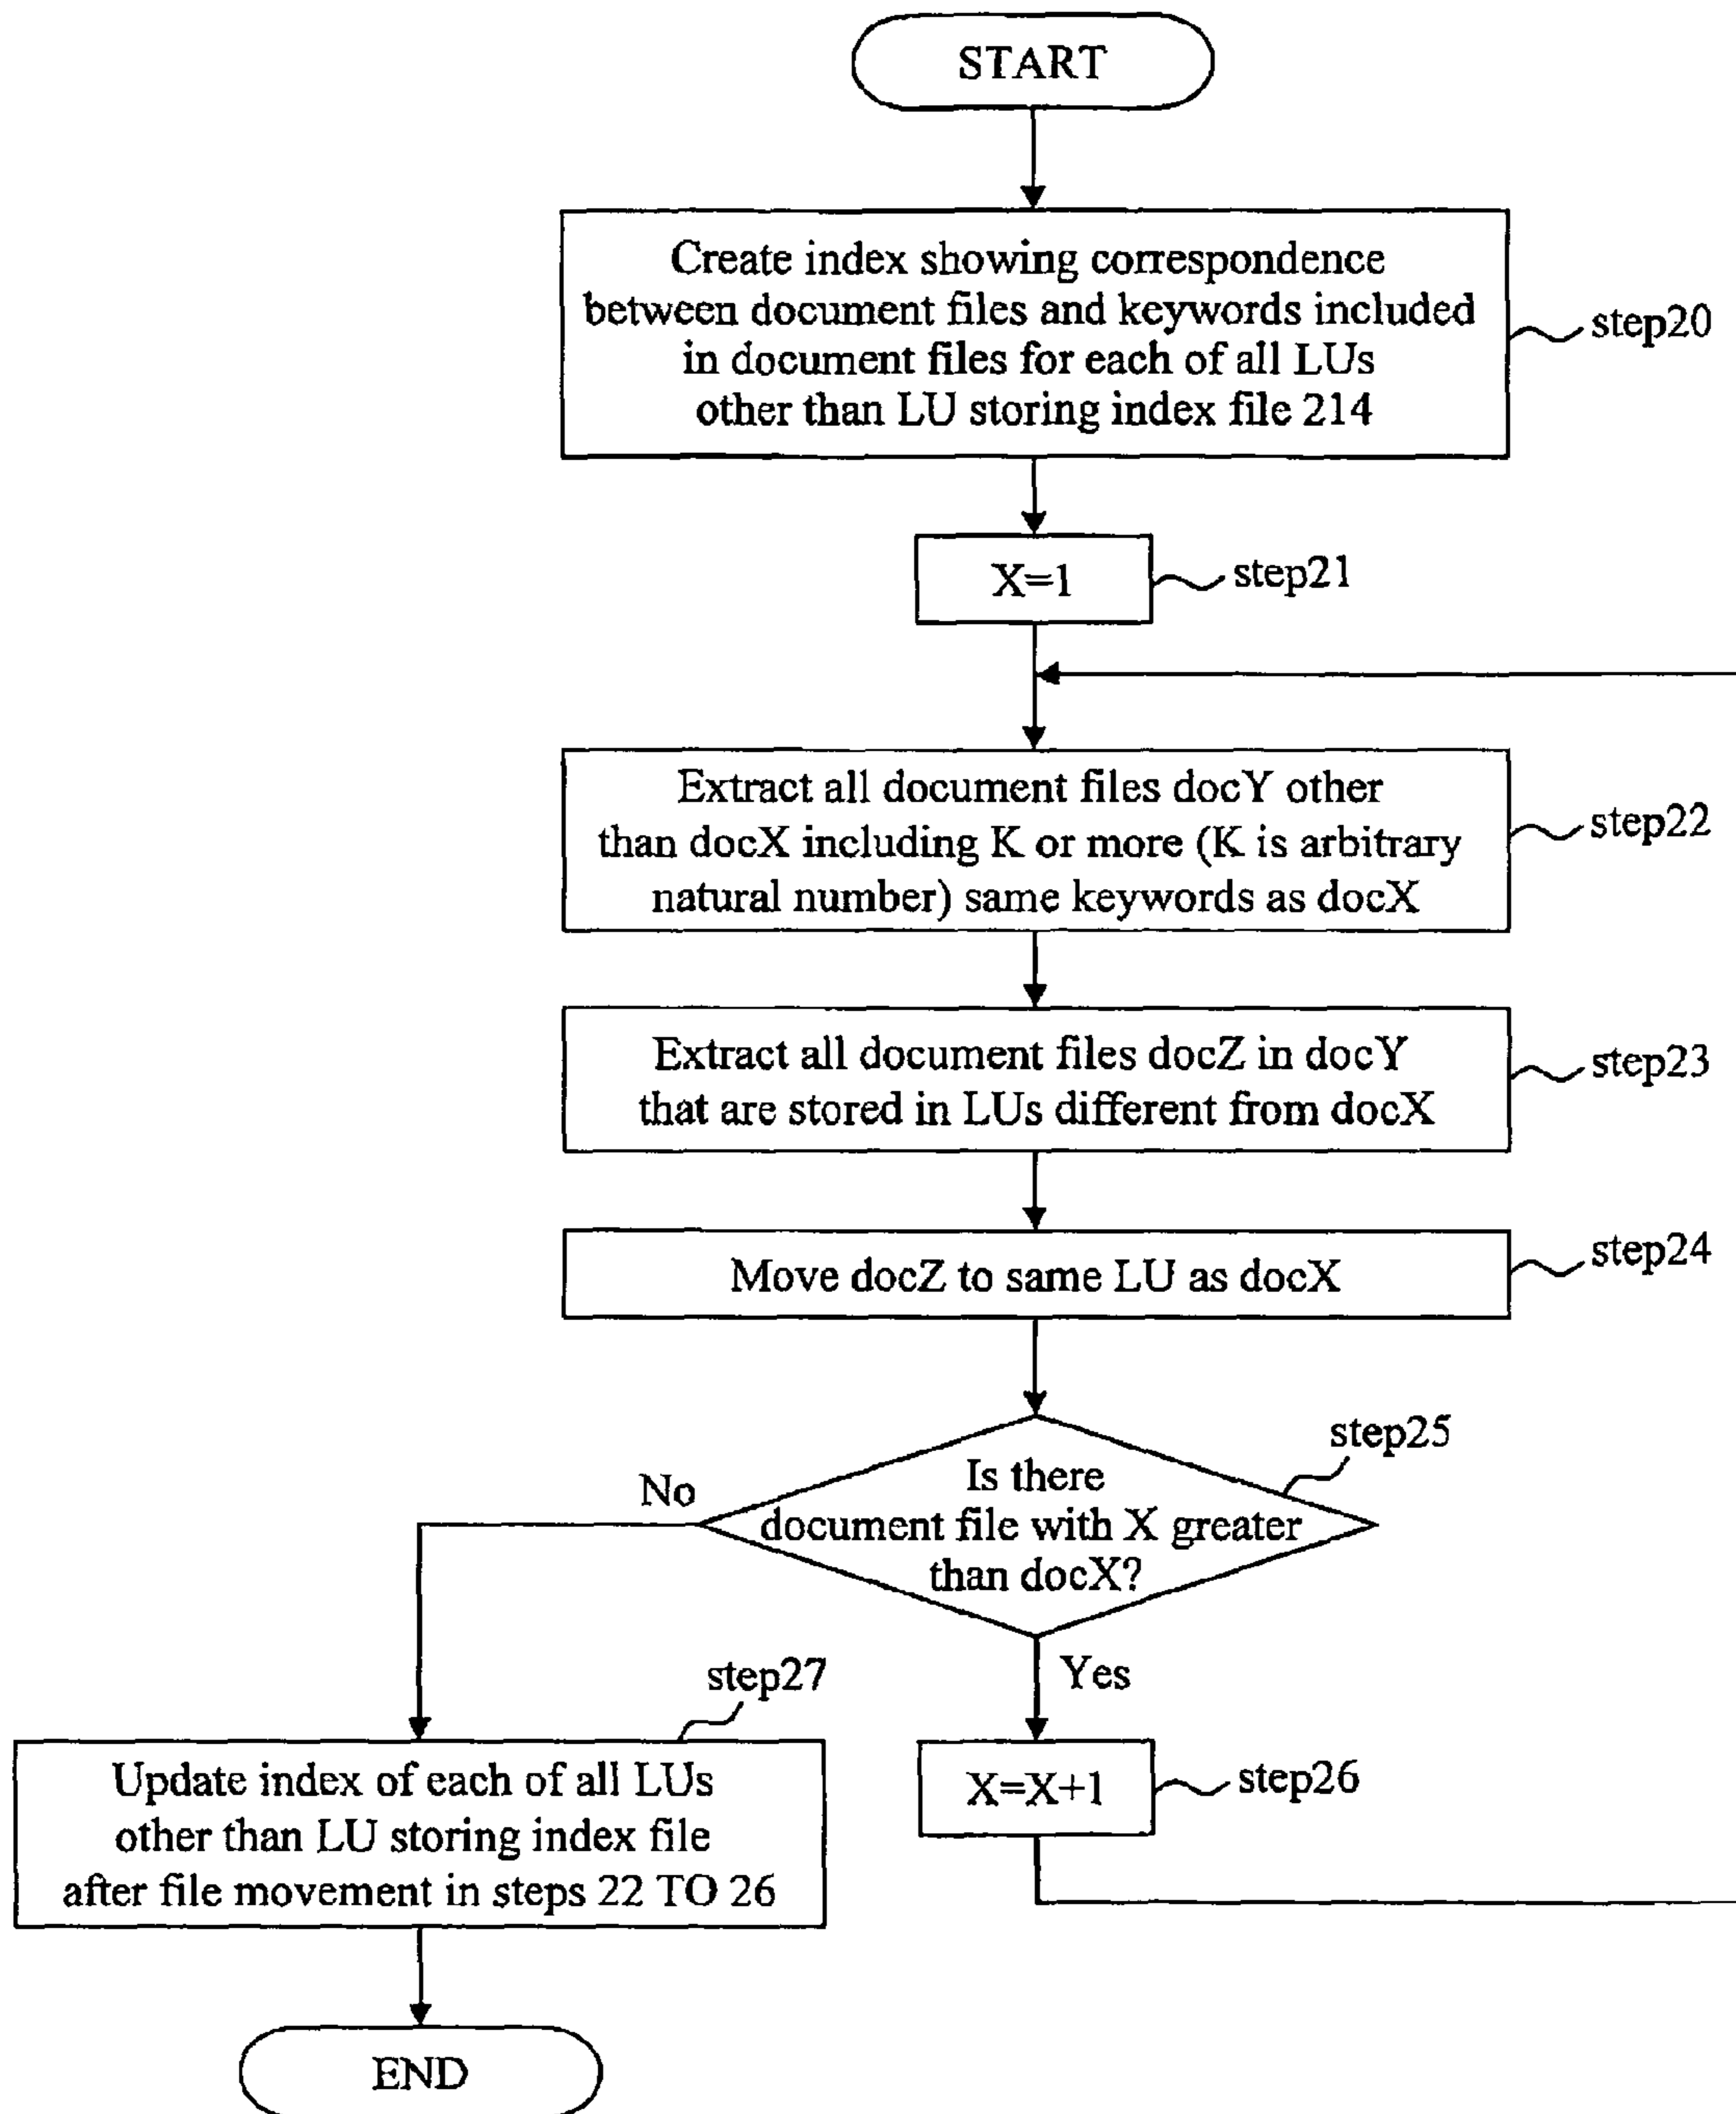 START
Create index showing correspondence
between document files and keywords included
in document files for each of all LUs
other than LU storing index file 214
step20
X=1
step21
Extract all document files docY other
than docX including K or more (K is arbitrary
natural number) same keywords as docX
step22
Extract all document files docZ in docY
that are stored in LUs different from docX
step23
Move docZ to same LU as docX
step24
step25
No
Is there
document file with X greater
than docX?
Yes
step27
Update index of each of all LUs
other than LU storing index file
after file movement in steps 22 TO 26
X=X+1
step26
END